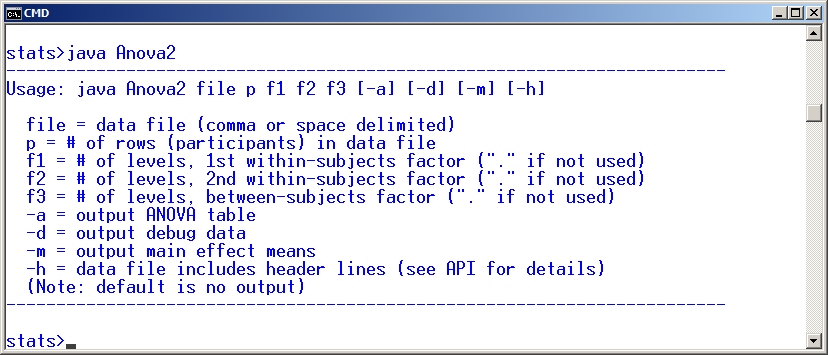 CMD
stats>java Anova2
------------------------------------------------------------------------
Usage: java Anova2 file p f1 f2 f3 [-a] [-d] [-m] [-h]
file = data file (comma or space delimited)
p = # of rows (participants) in data file
f1 = # of levels, 1st within-subjects factor ("." if not used)
f2 = # of levels, 2nd within-subjects factor ("." if not used)
f3 = # of levels, between-subjects factor ("." if not used)
-a = output ANOVA table
-d = output debug data
-m = output main effect means
-h = data file includes header lines (see API for details)
(Note: default is no output)
------------------------------------------------------------------------
stats>